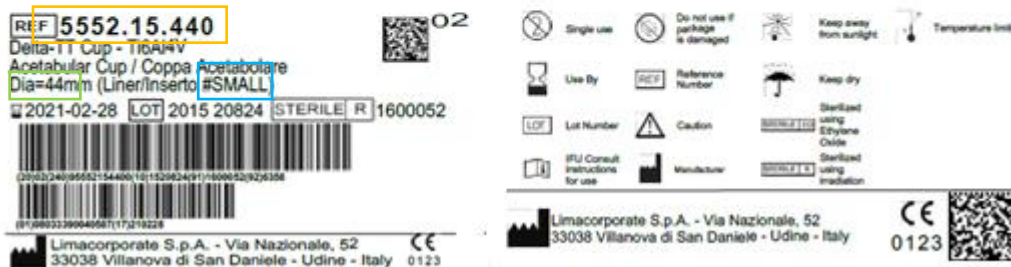 REF 5552.15.440
02
Delta-TT Cup - Ti6Al4V
Acetabular Cup / Coppa Acetabolare
Dia=44mm (Liner/Inserto #SMALL)
2021-02-28 LOT 2015 20824 STERILE R 1600052
Limacorporate S.p.A. - Via Nazionale, 52
33038 Villanova di San Daniele - Udine - Italy
CE
0123
Single use
Do not use if
package
is damaged
Keep away
from sunlight
Temperature limit
Use By
REF
Reference
Number
Keep dry
LOT
Lot Number
Caution
Sterilized
using
Ethylene
Oxide
IFU Consult
instructions
for use
Manufacturer
Sterilized
using
irradiation
Limacorporate S.p.A. - Via Nazionale, 52
33038 Villanova di San Daniele - Udine - Italy
CE
0123